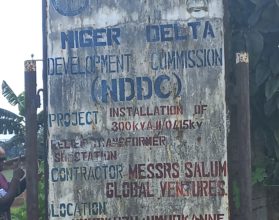 NIGER DELTA
DEVELOPMENT COMMISSION
(NDDC)
PROJECT INSTALLATION OF
300KVA 11/0.415KV
RELIEF TRANSFORMER
SUBSTATION
CONTRACTOR MESSRS SALUM
GLOBAL VENTURES
LOCATION